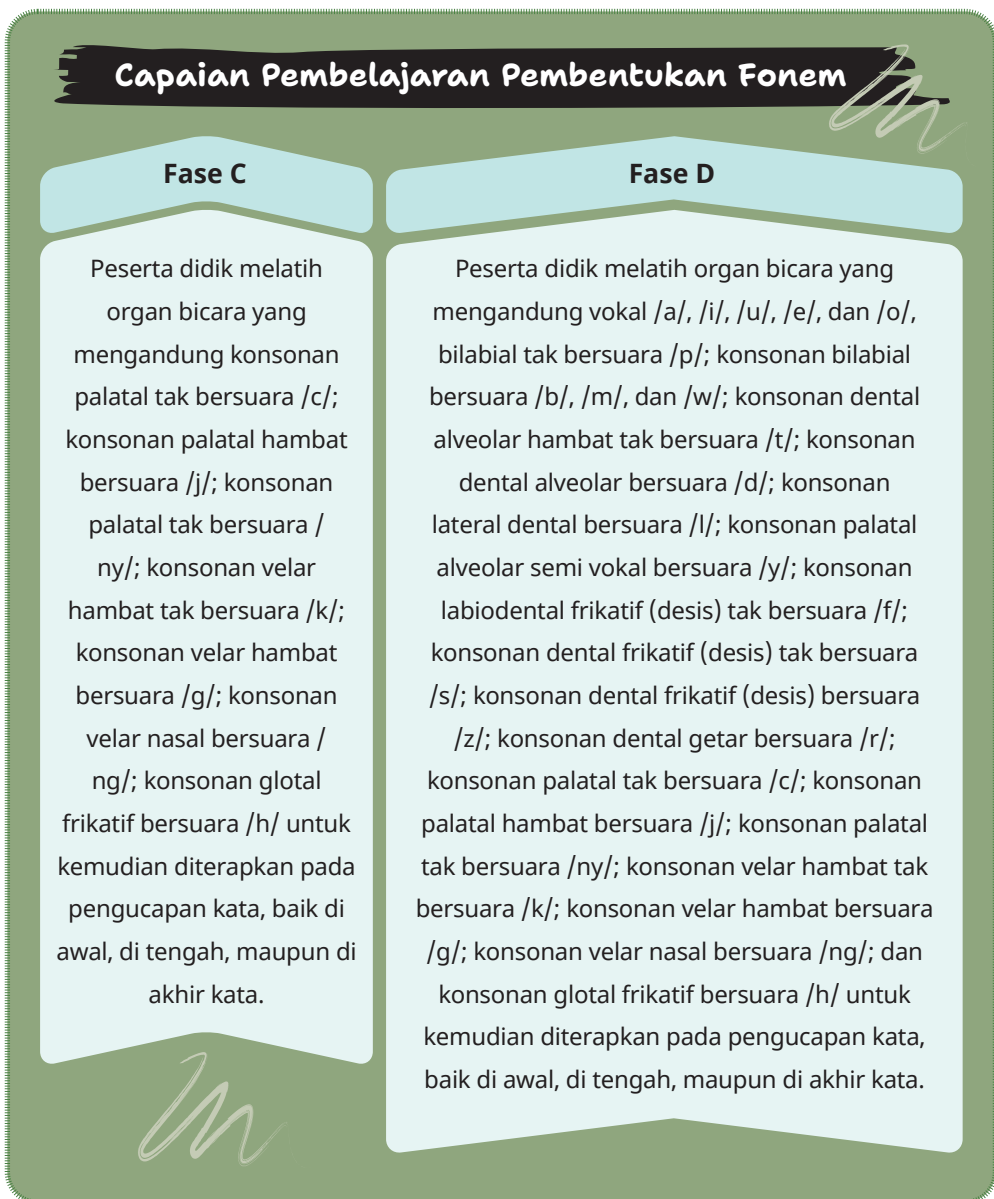 Capaian Pembelajaran Pembentukan Fonem
Fase C
Peserta didik melatih
organ bicara yang
mengandung konsonan
palatal tak bersuara /c/;
konsonan palatal hambat
bersuara /j/; konsonan
palatal tak bersuara /
ny/; konsonan velar
hambat tak bersuara /k/;
konsonan velar hambat
bersuara /g/; konsonan
velar nasal bersuara /
ng/; konsonan glotal
frikatif bersuara /h/ untuk
kemudian diterapkan pada
pengucapan kata, baik di
awal, di tengah, maupun di
akhir kata.
Fase D
Peserta didik melatih organ bicara yang
mengandung vokal /a/, /i/, /u/, /e/, dan /o/,
bilabial tak bersuara /p/; konsonan bilabial
bersuara /b/, /m/, dan /w/; konsonan dental
alveolar hambat tak bersuara /t/; konsonan
dental alveolar bersuara /d/; konsonan
lateral dental bersuara /l/; konsonan palatal
alveolar semi vokal bersuara /y/; konsonan
labiodental frikatif (desis) tak bersuara /f/;
konsonan dental frikatif (desis) tak bersuara
/s/; konsonan dental frikatif (desis) bersuara
/z/; konsonan dental getar bersuara /r/;
konsonan palatal tak bersuara /c/; konsonan
palatal hambat bersuara /j/; konsonan palatal
tak bersuara /ny/; konsonan velar hambat tak
bersuara /k/; konsonan velar hambat bersuara
/g/; konsonan velar nasal bersuara /ng/; dan
konsonan glotal frikatif bersuara /h/ untuk
kemudian diterapkan pada pengucapan kata,
baik di awal, di tengah, maupun di akhir kata.